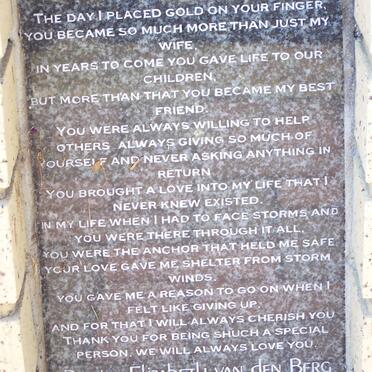 The day I placed gold on your finger,
you became so much more than just my
wife.
In years to come you gave life to our
children,
but more than that you became my best
friend.
You were always willing to help
others always giving so much of
yourself and never asking anything in
return
You brought a love into my life that I
never knew existed.
In my life when I had to face storms and
you were there through it all,
you were the anchor that held me safe
your love gave me shelter from storm
winds.
You gave me a reason to go on when I
felt like giving up.
and for that I will always cherish you
Thank you for being shuch a special
person. we will always love you.
Elizabeth van den Berg